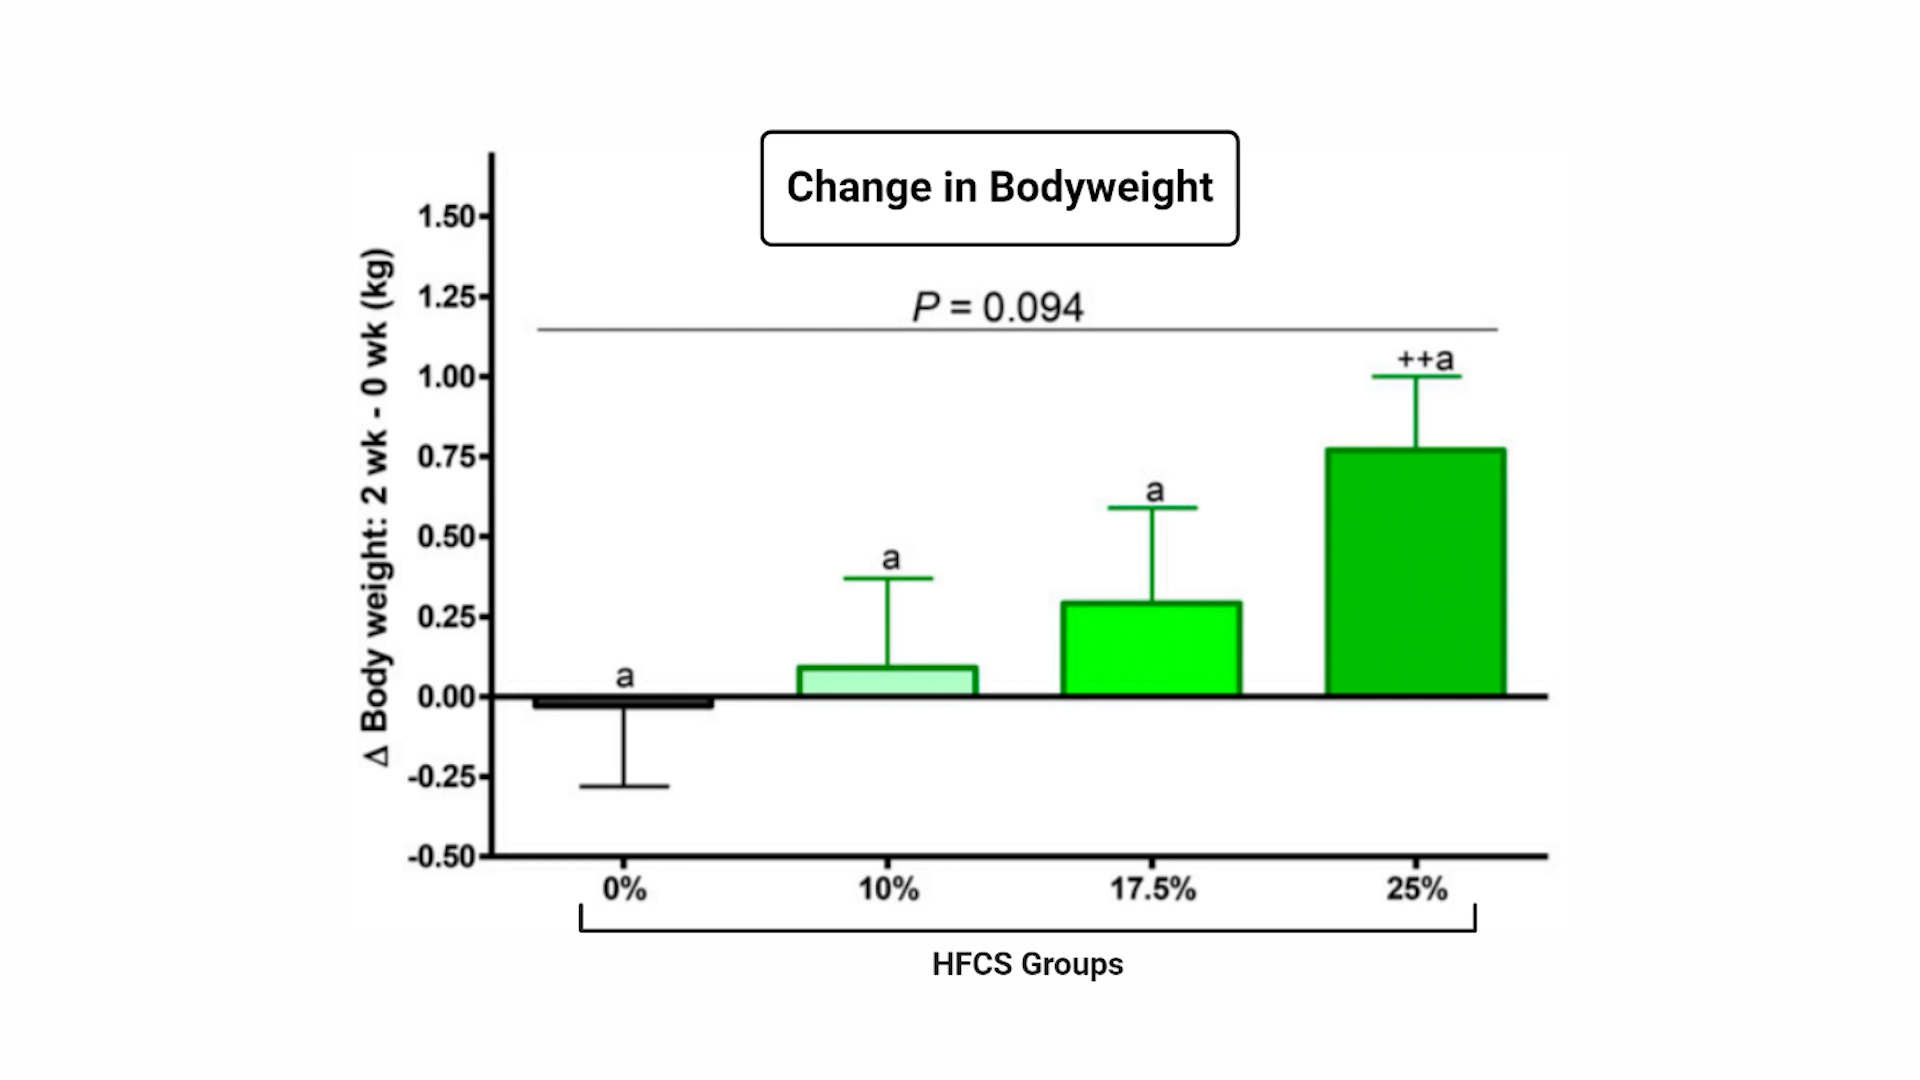 Change in Bodyweight
Δ Body weight: 2 wk - 0 wk (kg)
1.50
1.25
1.00
0.75
0.50
0.25
0.00
-0.25
-0.50
P = 0.094
a
a
a
++a
0%
10%
17.5%
25%
HFCS Groups